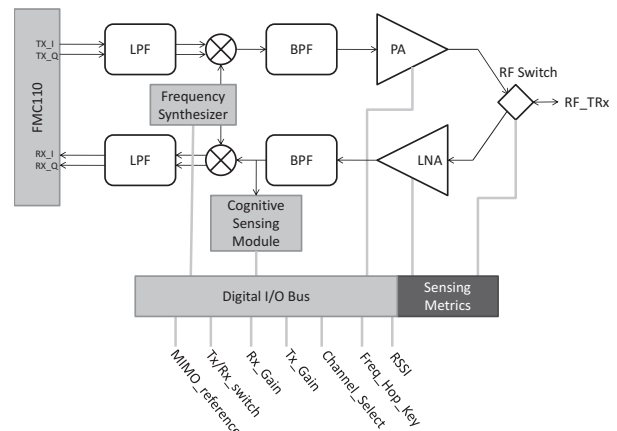 FMC110
TX_I
TX_Q
LPF
BPF
PA
RF Switch
RF_TRx
Frequency
Synthesizer
RX_I
RX_Q
LPF
BPF
LNA
Cognitive
Sensing
Module
Digital I/O Bus
Sensing
Metrics
MIMO_reference
Tx/Rx_switch
Rx_Gain
Tx_Gain
Channel_Select
Freq_Hop_Key
RSSI